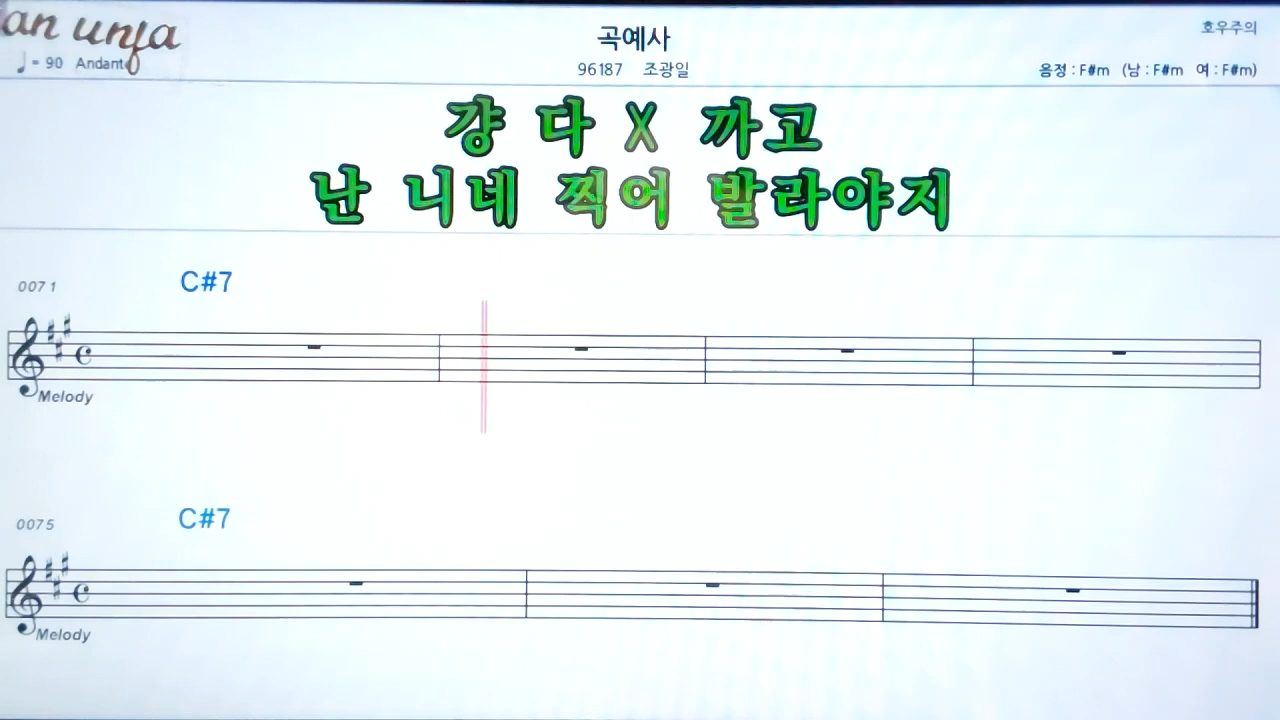 an unja
곡예사
호우주의
♩= 90 Andante
96187 조광일
음정 : F#m (남 : F#m 여 : F#m)
걍 다 X 까고
난 니네 찍어 발라야지
0071
C#7
Melody
0075
C#7
Melody